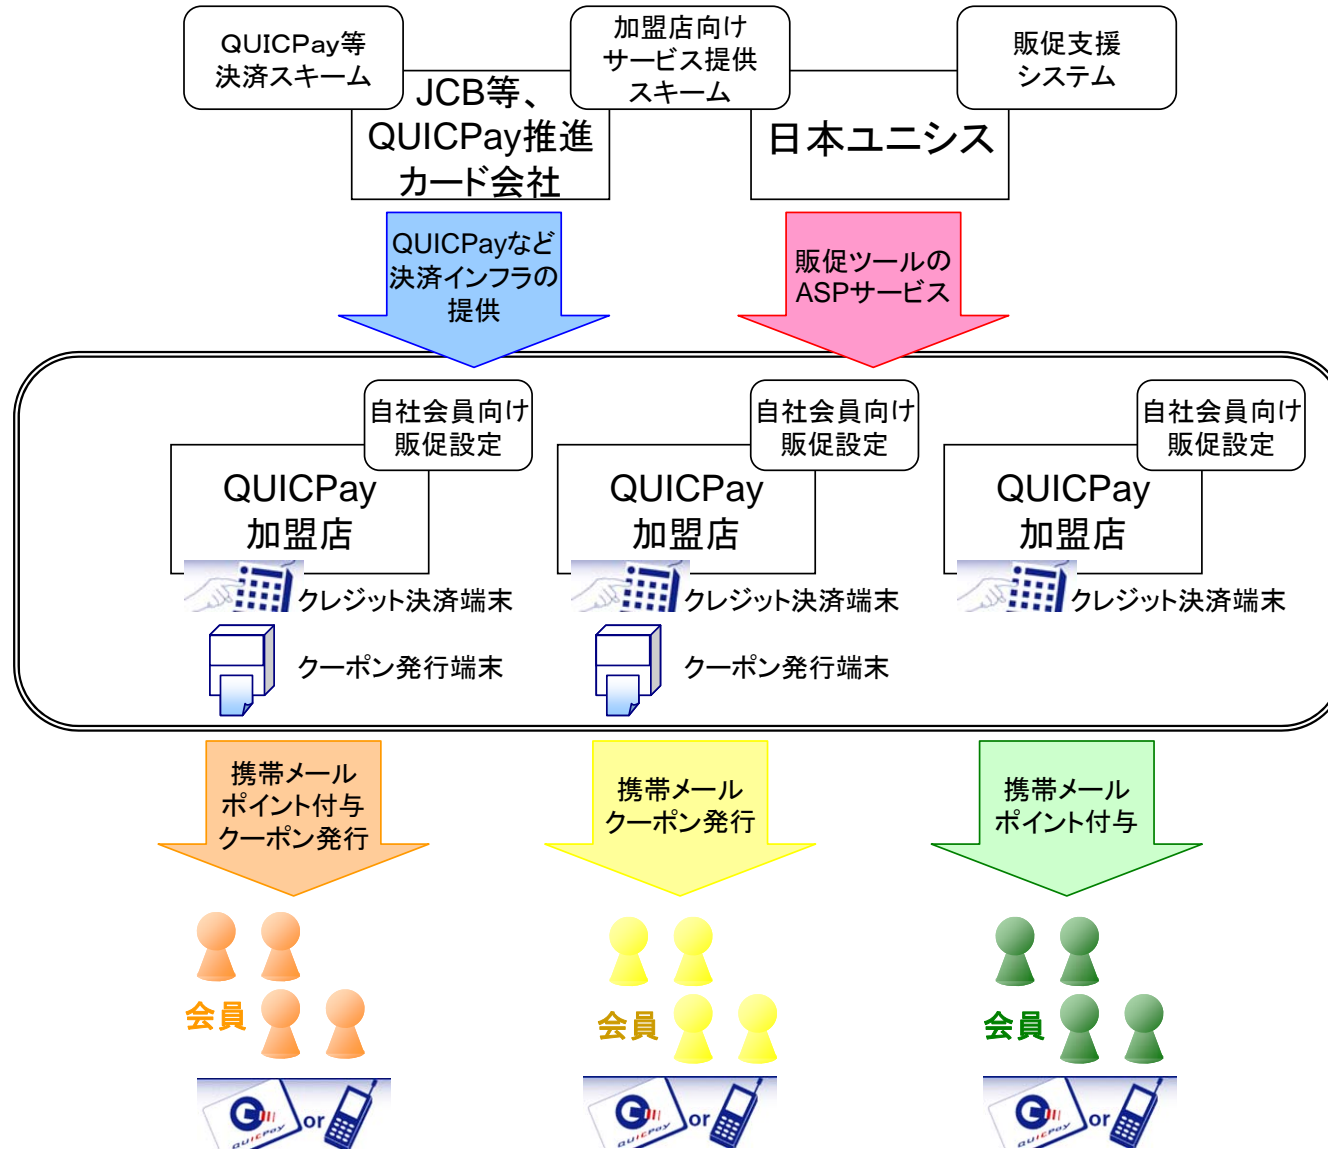 QUICPay等
決済スキーム
加盟店向け
サービス提供
スキーム
販促支援
システム
JCB等、
QUICPay推進
カード会社
日本ユニシス
QUICPayなど
決済インフラの
提供
販促ツールの
ASPサービス
自社会員向け
販促設定
自社会員向け
販促設定
自社会員向け
販促設定
QUICPay
加盟店
QUICPay
加盟店
QUICPay
加盟店
クレジット決済端末
クレジット決済端末
クレジット決済端末
クーポン発行端末
クーポン発行端末
携帯メール
ポイント付与
クーポン発行
携帯メール
クーポン発行
携帯メール
ポイント付与
会員
会員
会員
QUICPay
or
QUICPay
or
QUICPay
or